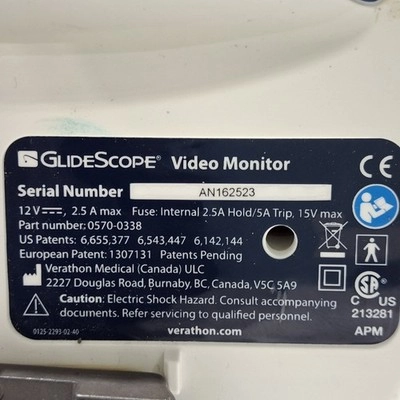 GLIDESCOPE® Video Monitor
CE
Serial Number AN162523
12V⎓, 2.5 A max Fuse: Internal 2.5A Hold/5A Trip, 15V max
Part number: 0570-0338
US Patents: 6,655,377 6,543,447 6,142,144
European Patent: 1307131 Patents Pending
Verathon Medical (Canada) ULC
2227 Douglas Road, Burnaby, BC, Canada, V5C 5A9
Caution: Electric Shock Hazard. Consult accompanying
documents. Refer servicing to qualified personnel.
0125-2293-02-40
verathon.com
SA
C US
213281
APM